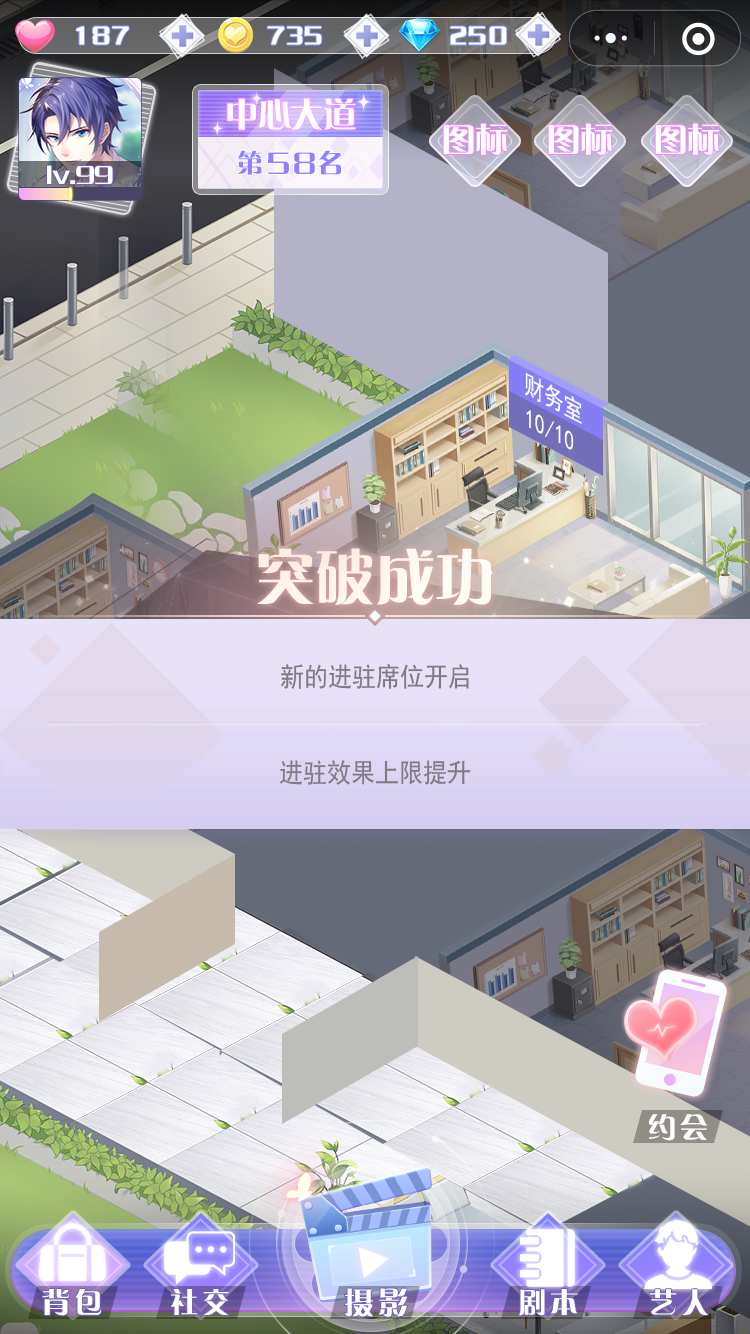 187
735
250
lv.99
中心大道
第58名
图标
图标
图标
财务室
10/10
突破成功
新的进驻席位开启
进驻效果上限提升
约会
背包
社交
摄影
剧本
艺人